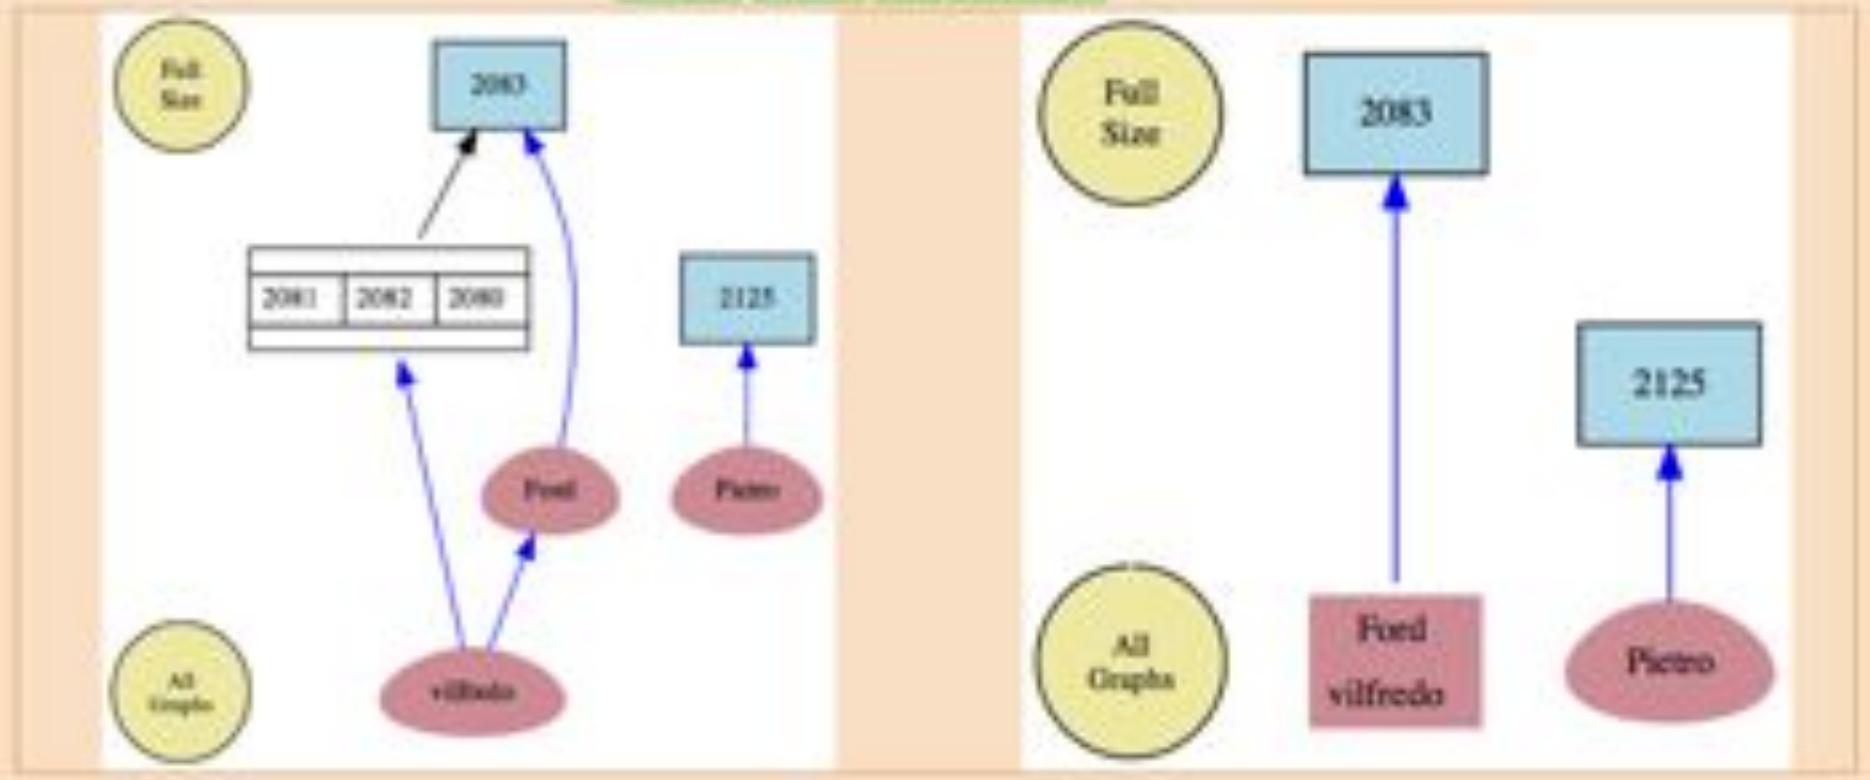 Full
Size
2083
2081 2082 2080
2125
Ford
Pietro
vilfredo
All
Graphs
Full
Size
2083
2125
All
Graphs
Ford
vilfredo
Pietro